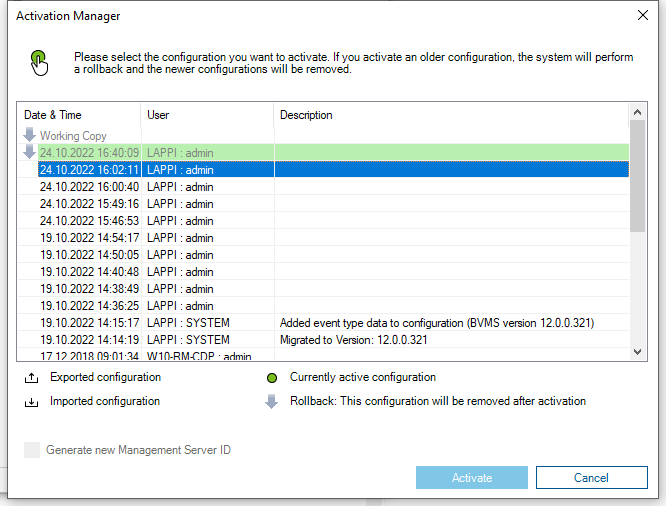 Activation Manager
Please select the configuration you want to activate. If you activate an older configuration, the system will perform
a rollback and the newer configurations will be removed.
Date & Time User Description
Working Copy
24.10.2022 16:40:09 LAPPI : admin
24.10.2022 16:02:11 LAPPI : admin
24.10.2022 16:00:40 LAPPI : admin
24.10.2022 15:49:16 LAPPI : admin
24.10.2022 15:46:53 LAPPI : admin
19.10.2022 14:54:17 LAPPI : admin
19.10.2022 14:50:05 LAPPI : admin
19.10.2022 14:40:48 LAPPI : admin
19.10.2022 14:38:49 LAPPI : admin
19.10.2022 14:36:25 LAPPI : admin
19.10.2022 14:15:17 LAPPI : SYSTEM Added event type data to configuration (BVMS version 12.0.0.321)
19.10.2022 14:14:19 LAPPI : SYSTEM Migrated to Version: 12.0.0.321
17.12.2018 09:01:34 W10-RM-CDP : admin
Exported configuration Currently active configuration
Imported configuration Rollback: This configuration will be removed after activation
Generate new Management Server ID
Activate Cancel